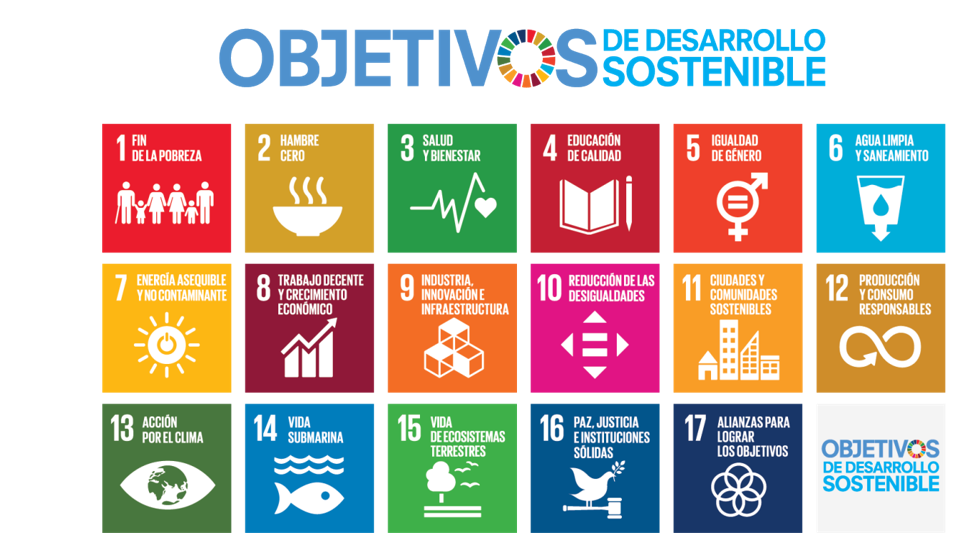 OBJETIVOS DE DESARROLLO
SOSTENIBLE
1 FIN
DE LA POBREZA
2 HAMBRE
CERO
3 SALUD
Y BIENESTAR
4 EDUCACIÓN
DE CALIDAD
5 IGUALDAD
DE GÉNERO
6 AGUA LIMPIA
Y SANEAMIENTO
7 ENERGÍA ASEQUIBLE
Y NO CONTAMINANTE
8 TRABAJO DECENTE
Y CRECIMIENTO
ECONÓMICO
9 INDUSTRIA,
INNOVACIÓN E
INFRAESTRUCTURA
10 REDUCCIÓN DE LAS
DESIGUALDADES
11 CIUDADES Y
COMUNIDADES
SOSTENIBLES
12 PRODUCCIÓN
Y CONSUMO
RESPONSABLES
13 ACCIÓN
POR EL CLIMA
14 VIDA
SUBMARINA
15 VIDA
DE ECOSISTEMAS
TERRESTRES
16 PAZ, JUSTICIA
E INSTITUCIONES
SÓLIDAS
17 ALIANZAS PARA
LOGRAR
LOS OBJETIVOS
OBJETIVOS
DE DESARROLLO
SOSTENIBLE